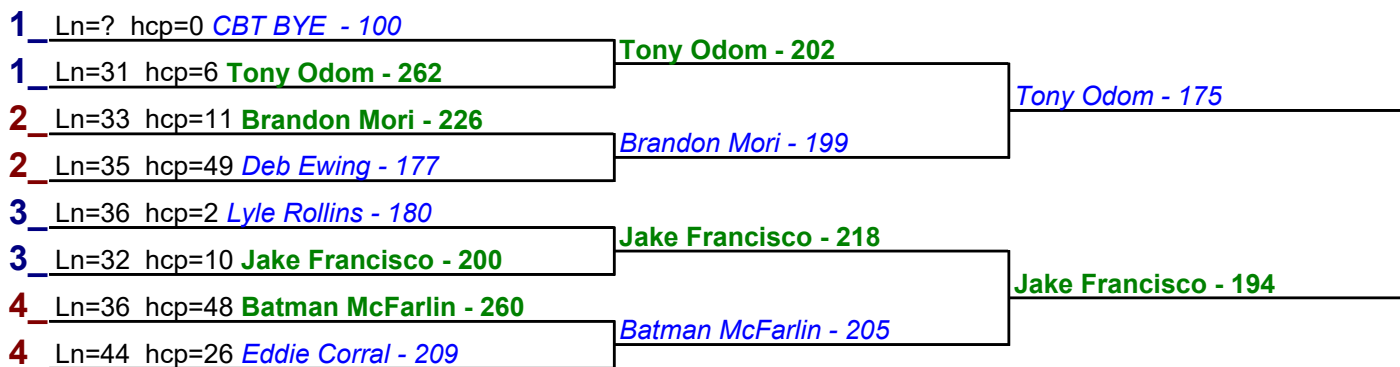 1_ Ln=? hcp=0 CBT BYE - 100
1_ Ln=31 hcp=6 Tony Odom - 262
2_ Ln=33 hcp=11 Brandon Mori - 226
2_ Ln=35 hcp=49 Deb Ewing - 177
3_ Ln=36 hcp=2 Lyle Rollins - 180
3_ Ln=32 hcp=10 Jake Francisco - 200
4_ Ln=36 hcp=48 Batman McFarlin - 260
4 Ln=44 hcp=26 Eddie Corral - 209
Tony Odom - 202
Brandon Mori - 199
Jake Francisco - 218
Batman McFarlin - 205
Tony Odom - 175
Jake Francisco - 194